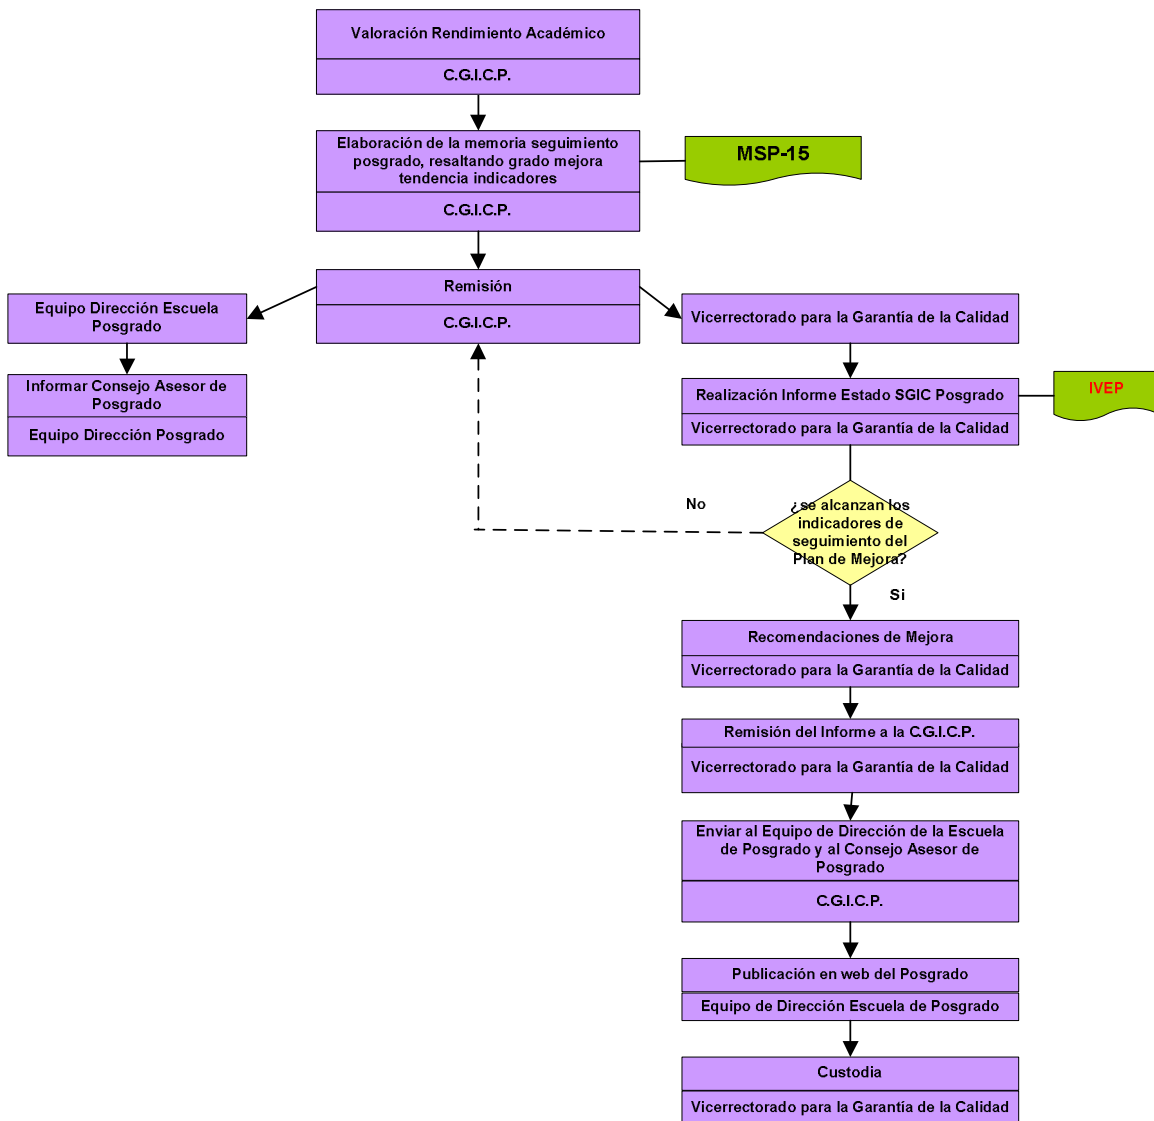 Valoración Rendimiento Académico
C.G.I.C.P.
Elaboración de la memoria seguimiento
posgrado, resaltando grado mejora
tendencia indicadores
C.G.I.C.P.
MSP-15
Remisión
C.G.I.C.P.
Equipo Dirección Escuela
Posgrado
Informar Consejo Asesor de
Posgrado
Equipo Dirección Posgrado
Vicerrectorado para la Garantía de la Calidad
Realización Informe Estado SGIC Posgrado
Vicerrectorado para la Garantía de la Calidad
IVEP
No
¿se alcanzan los
indicadores de
seguimiento del
Plan de Mejora?
Si
Recomendaciones de Mejora
Vicerrectorado para la Garantía de la Calidad
Remisión del Informe a la C.G.I.C.P.
Vicerrectorado para la Garantía de la Calidad
Enviar al Equipo de Dirección de la Escuela
de Posgrado y al Consejo Asesor de
Posgrado
C.G.I.C.P.
Publicación en web del Posgrado
Equipo de Dirección Escuela de Posgrado
Custodia
Vicerrectorado para la Garantía de la Calidad